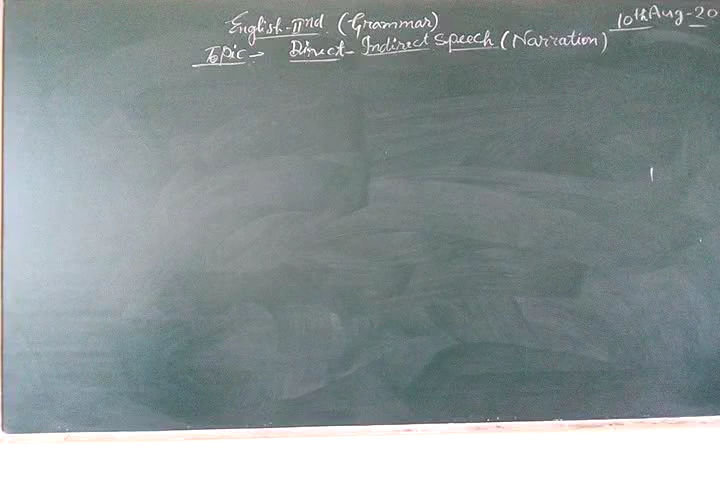 English-IInd (Grammar)
10th Aug-20
Topic → Direct-Indirect Speech (Narration)